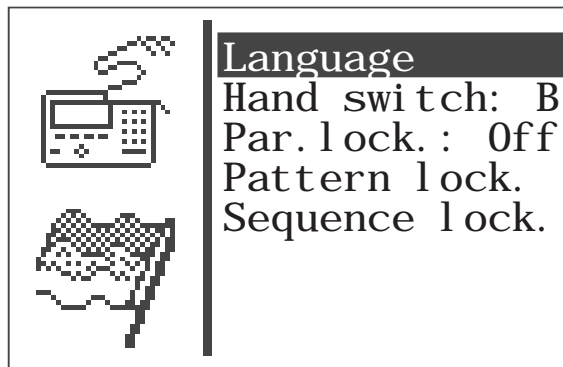 Language
Hand switch: B
Par.lock.: Off
Pattern lock.
Sequence lock.